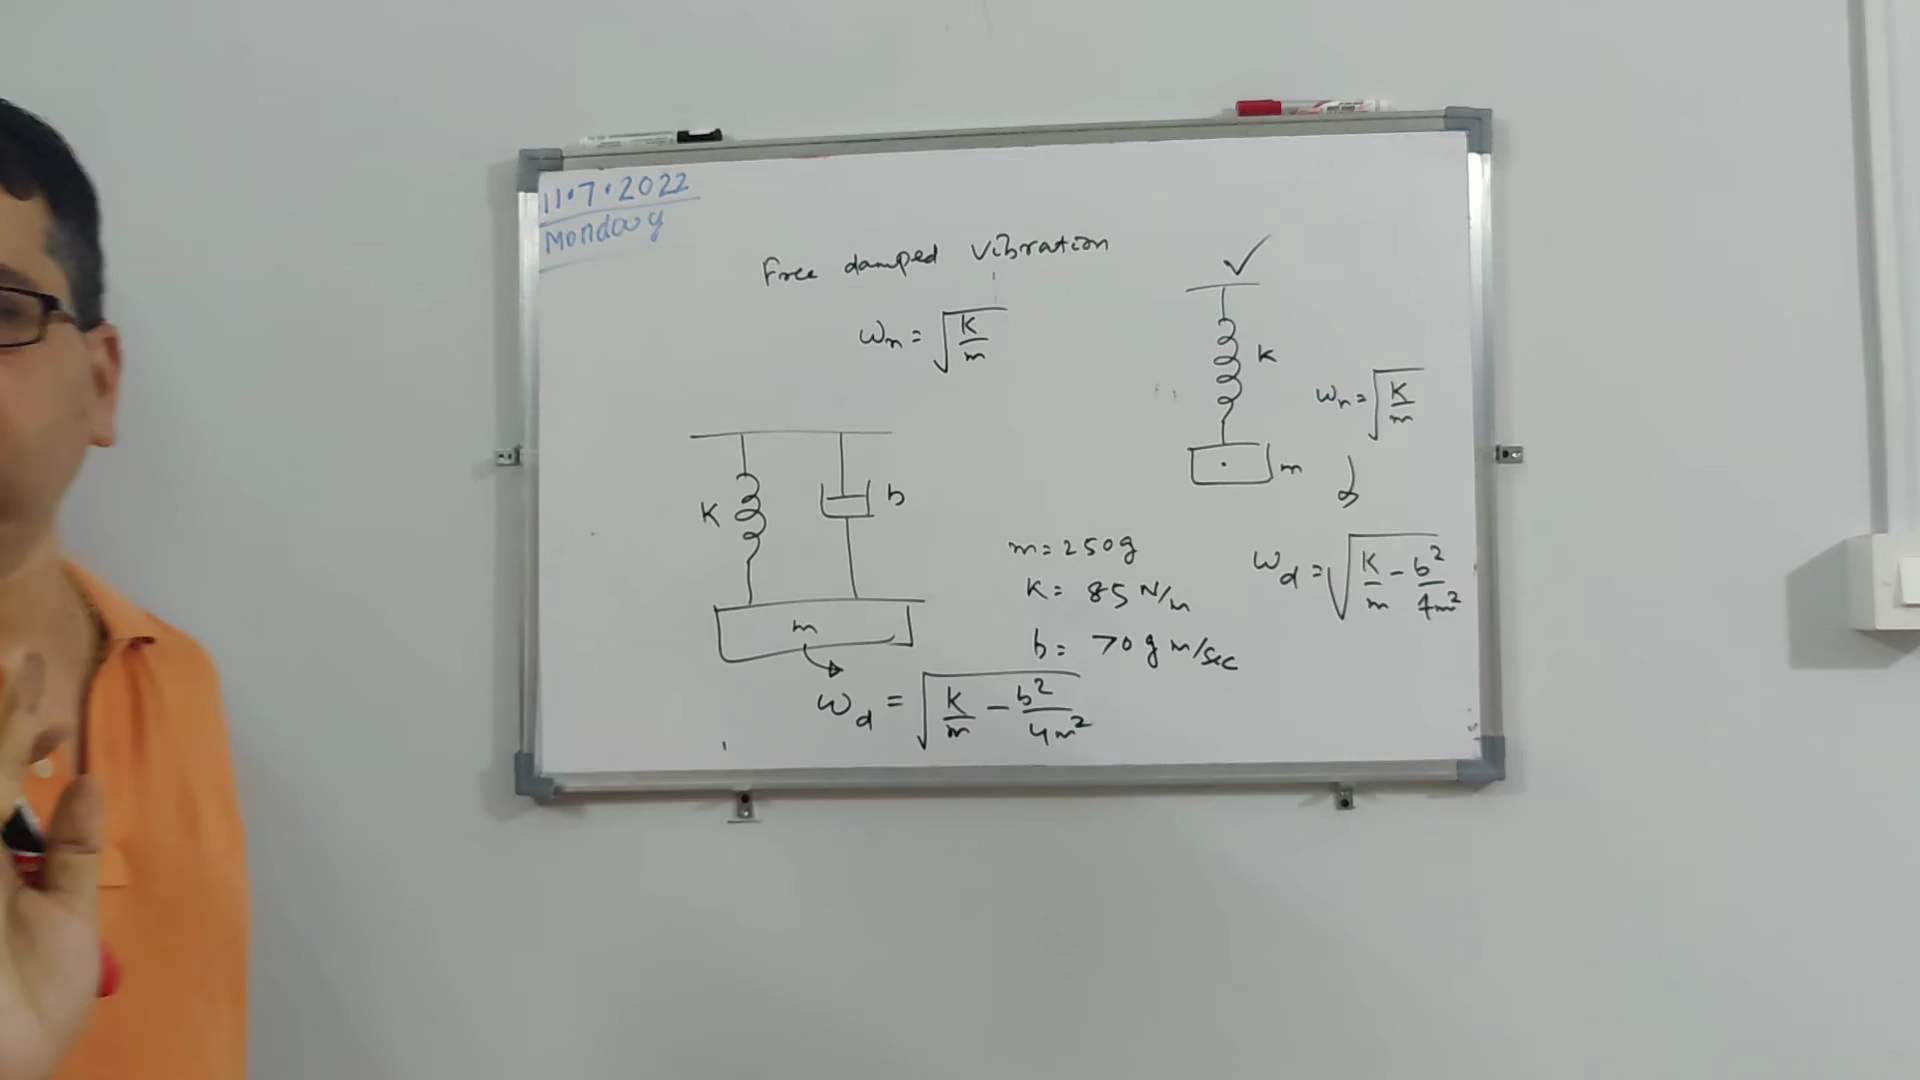 11.7.2022
Monday
Free damped vibration
ωn = √(K/m)
K
b
m
ωd = √(K/m − b²/4m²)
m = 250g
K = 85 N/m
b = 70 g m/sec
✓
K
m
ωn = √(K/m)
ωd = √(K/m − b²/4m²)